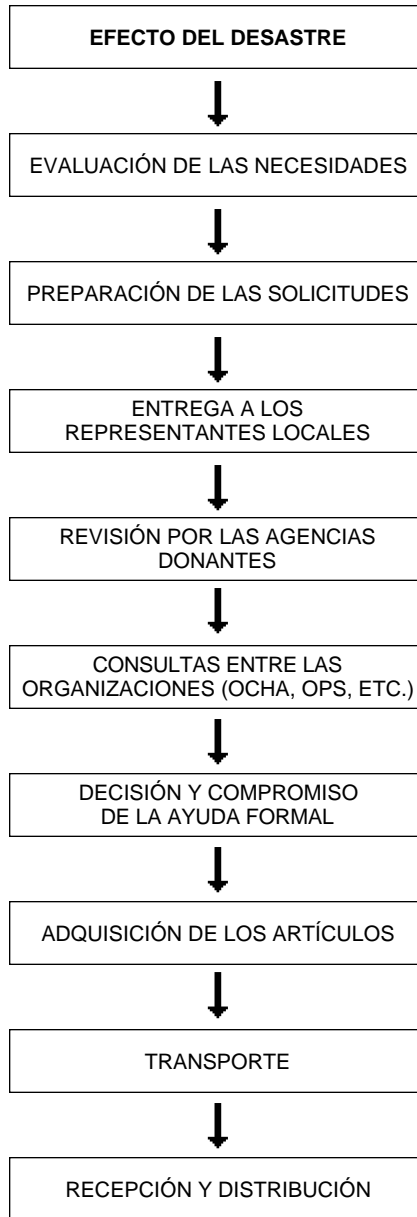 EFECTO DEL DESASTRE
EVALUACIÓN DE LAS NECESIDADES
PREPARACIÓN DE LAS SOLICITUDES
ENTREGA A LOS
REPRESENTANTES LOCALES
REVISIÓN POR LAS AGENCIAS
DONANTES
CONSULTAS ENTRE LAS
ORGANIZACIONES (OCHA, OPS, ETC.)
DECISIÓN Y COMPROMISO
DE LA AYUDA FORMAL
ADQUISICIÓN DE LOS ARTÍCULOS
TRANSPORTE
RECEPCIÓN Y DISTRIBUCIÓN